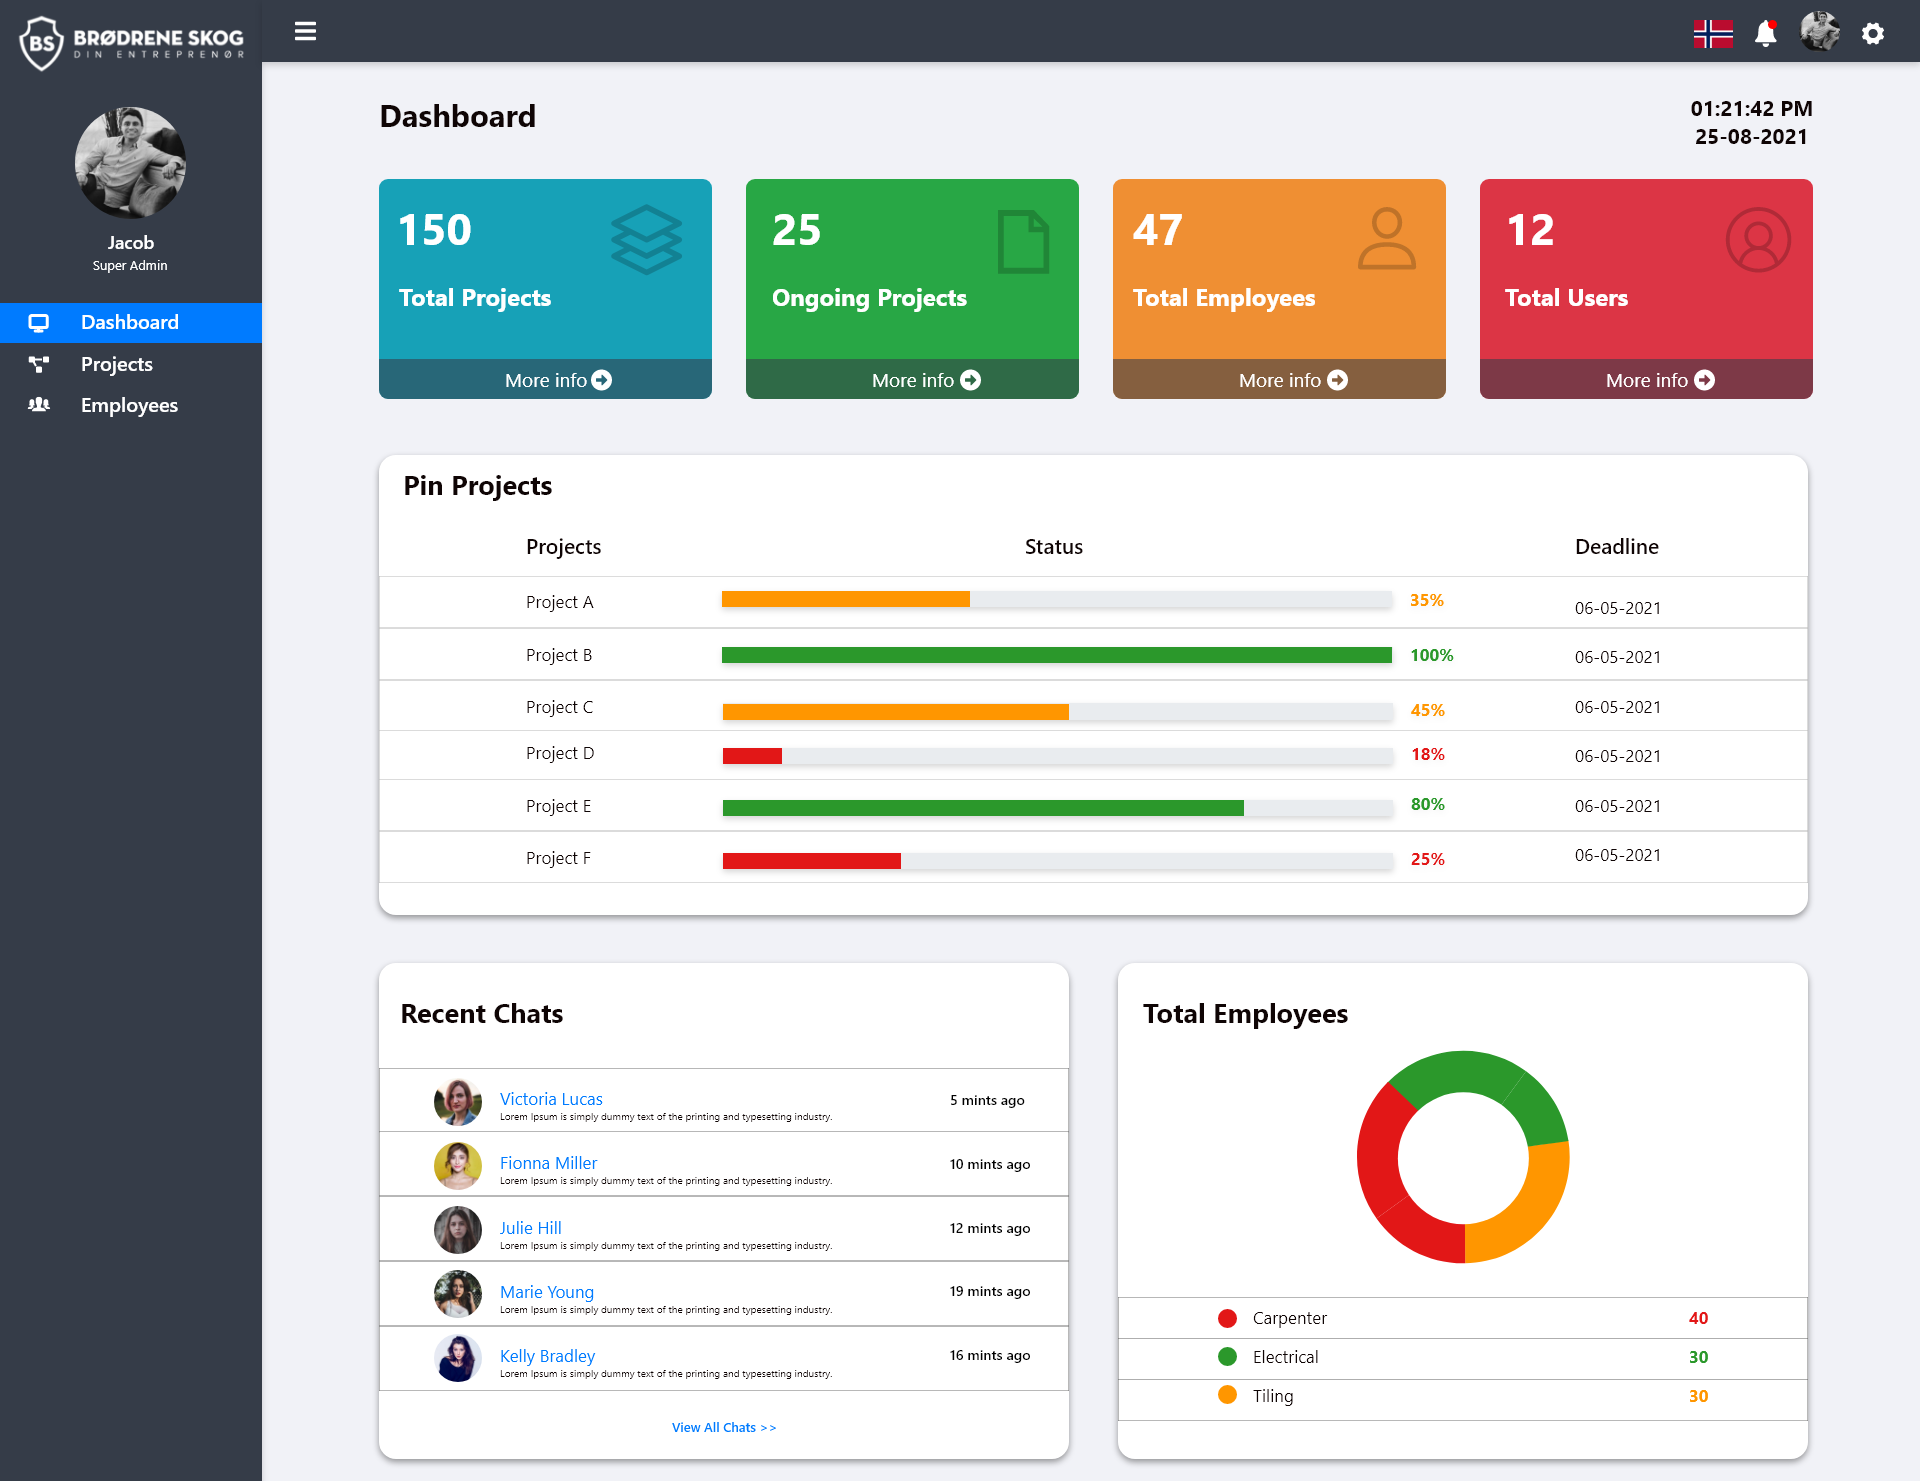 BS BRØDRENE SKOG
DIN ENTREPRENØR
Jacob
Super Admin
Dashboard
Projects
Employees
Dashboard
01:21:42 PM
25-08-2021
150
Total Projects
More info
25
Ongoing Projects
More info
47
Total Employees
More info
12
Total Users
More info
Pin Projects
Projects Status Deadline
Project A 35% 06-05-2021
Project B 100% 06-05-2021
Project C 45% 06-05-2021
Project D 18% 06-05-2021
Project E 80% 06-05-2021
Project F 25% 06-05-2021
Recent Chats
Victoria Lucas 5 mints ago
Lorem Ipsum is simply dummy text of the printing and typesetting industry.
Fionna Miller 10 mints ago
Lorem Ipsum is simply dummy text of the printing and typesetting industry.
Julie Hill 12 mints ago
Lorem Ipsum is simply dummy text of the printing and typesetting industry.
Marie Young 19 mints ago
Lorem Ipsum is simply dummy text of the printing and typesetting industry.
Kelly Bradley 16 mints ago
Lorem Ipsum is simply dummy text of the printing and typesetting industry.
View All Chats >>
Total Employees
Carpenter 40
Electrical 30
Tiling 30